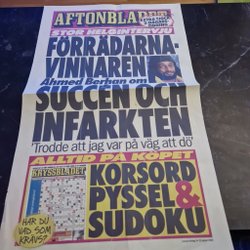 AFTONBLA
STOR HELGINTERVJU
FÖRRÄDARNA-
VINNAREN
Ahmed Berhan om
SUCCÉN OCH
INFARKTEN
"Trodde att jag var på väg att dö"
ALLTID PÅ KÖPET
KRYSSBLADET
KORSORD
PYSSEL &
SUDOKU
HAR DU
VAD SOM
KRÄVS?